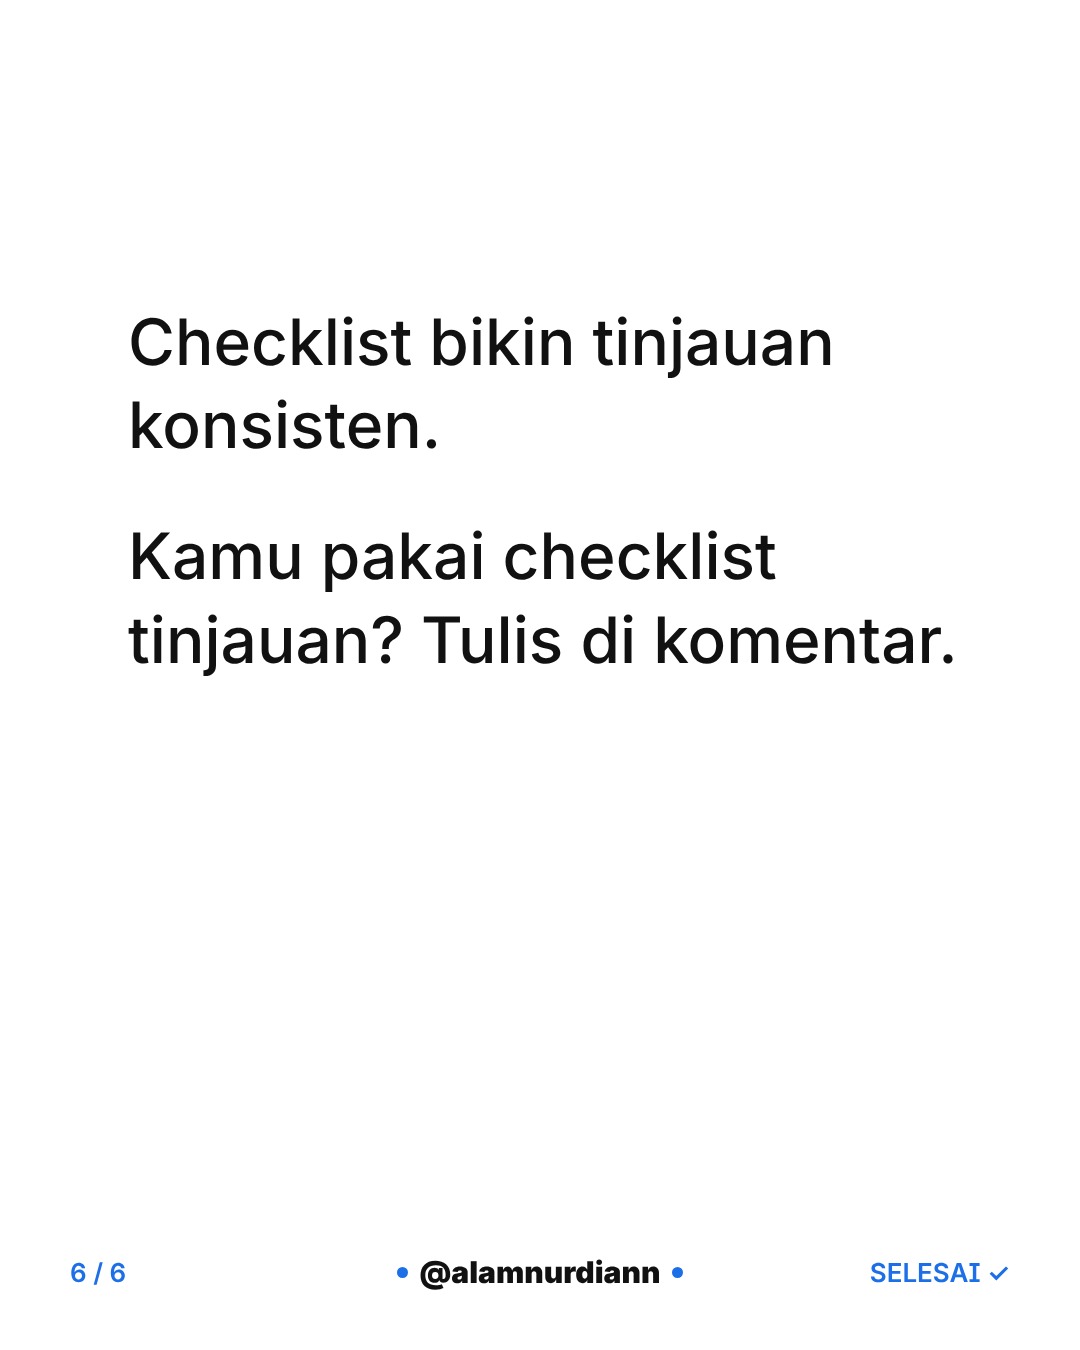 Checklist bikin tinjauan
konsisten.
Kamu pakai checklist
tinjauan? Tulis di komentar.
6 / 6
@alamnurdiann
SELESAI ✓